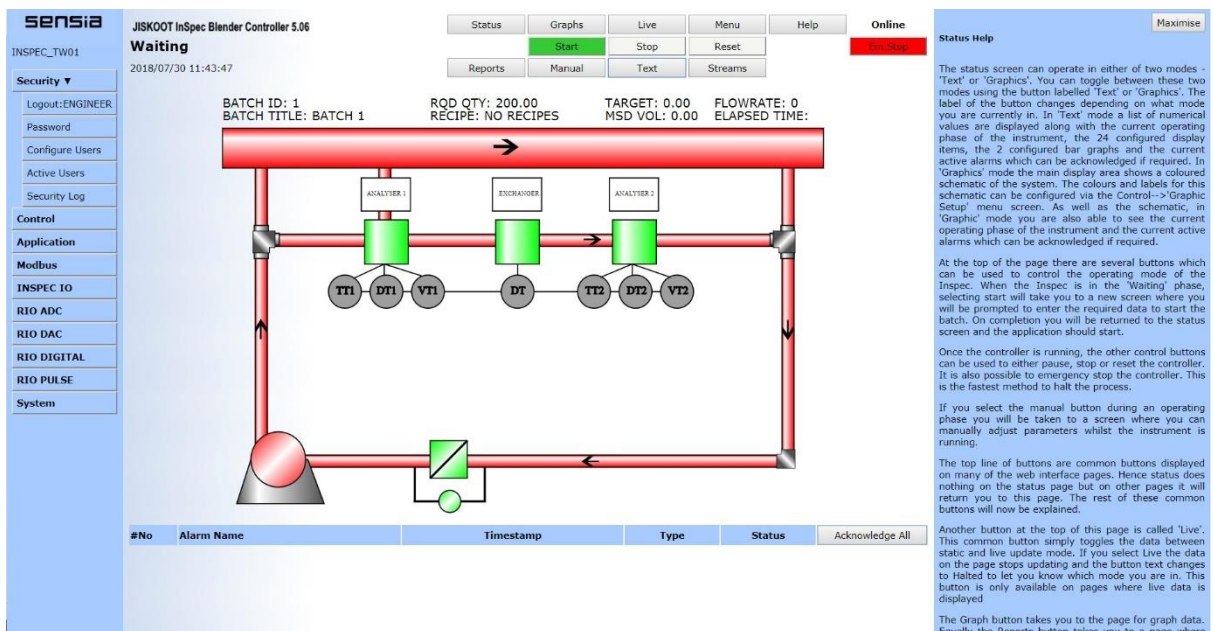 sensia
INSPEC_TW01
Security ▼
Logout:ENGINEER
Password
Configure Users
Active Users
Security Log
Control
Application
Modbus
INSPEC IO
RIO ADC
RIO DAC
RIO DIGITAL
RIO PULSE
System
JISKOOT InSpec Blender Controller 5.06
Waiting
2018/07/30 11:43:47
Status Graphs Live Menu Help Online
Start Stop Reset Em Stop
Reports Manual Text Streams
BATCH ID: 1 RQD QTY: 200.00 TARGET: 0.00 FLOWRATE: 0
BATCH TITLE: BATCH 1 RECIPE: NO RECIPES MSD VOL: 0.00 ELAPSED TIME:
ANALYSER 1 EXCHANGER ANALYSER 2
TT1 DT1 VT1 DT TT2 DT2 VT2
#No Alarm Name Timestamp Type Status Acknowledge All
Maximise
Status Help
The status screen can operate in either of two modes -
'Text' or 'Graphics'. You can toggle between these two
modes using the button labelled 'Text' or 'Graphics'. The
label of the button changes depending on what mode
you are currently in. In 'Text' mode a list of numerical
values are displayed along with the current operating
phase of the instrument, the 24 configured display
items, the 2 configured bar graphs and the current
active alarms which can be acknowledged if required. In
'Graphics' mode the main display area shows a coloured
schematic of the system. The colours and labels for this
schematic can be configured via the Control-->'Graphic
Setup' menu screen. As well as the schematic, in
'Graphic' mode you are also able to see the current
operating phase of the instrument and the current active
alarms which can be acknowledged if required.
At the top of the page there are several buttons which
can be used to control the operating mode of the
Inspec. When the Inspec is in the 'Waiting' phase,
selecting start will take you to a new screen where you
will be prompted to enter the required data to start the
batch. On completion you will be returned to the status
screen and the application should start.
Once the controller is running, the other control buttons
can be used to either pause, stop or reset the controller.
It is also possible to emergency stop the controller. This
is the fastest method to halt the process.
If you select the manual button during an operating
phase you will be taken to a screen where you can
manually adjust parameters whilst the instrument is
running.
The top line of buttons are common buttons displayed
on many of the web interface pages. Hence status does
nothing on the status page but on other pages it will
return you to this page. The rest of these common
buttons will now be explained.
Another button at the top of this page is called 'Live'.
This common button simply toggles the data between
static and live update mode. If you select Live the data
on the page stops updating and the button text changes
to Halted to let you know which mode you are in. This
button is only available on pages where live data is
displayed
The Graph button takes you to the page for graph data.
Equally the Reports button takes you to a page where